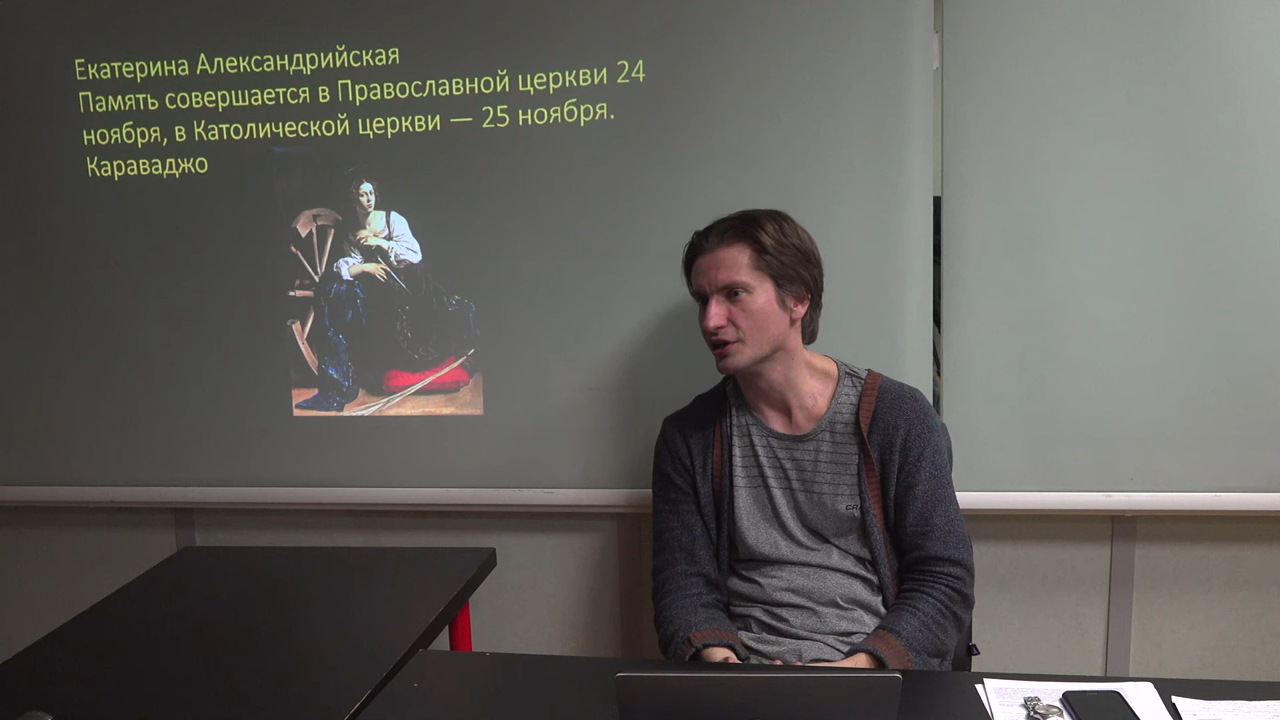 Екатерина Александрийская
Память совершается в Православной церкви 24
ноября, в Католической церкви — 25 ноября.
Караваджо